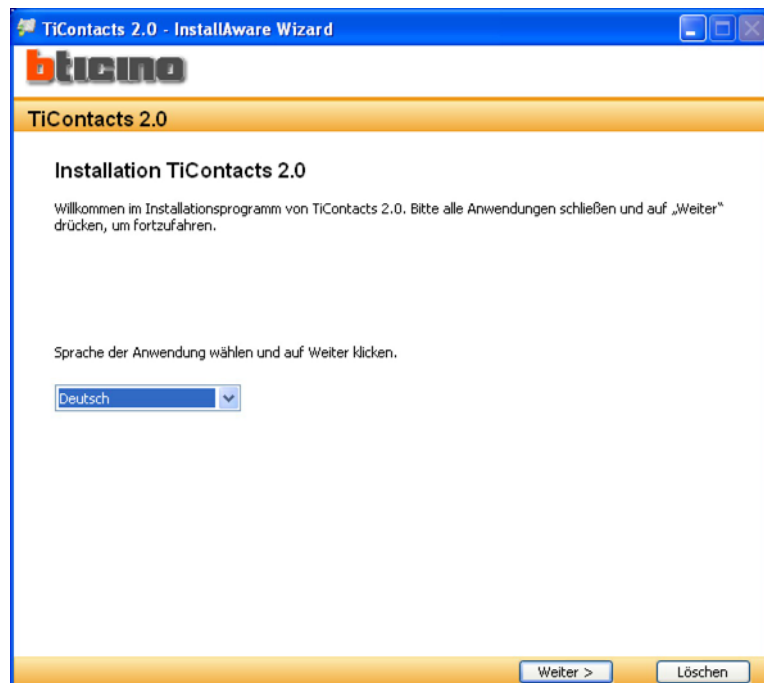 TiContacts 2.0 - InstallAware Wizard
bticino
TiContacts 2.0
Installation TiContacts 2.0
Willkommen im Installationsprogramm von TiContacts 2.0. Bitte alle Anwendungen schließen und auf „Weiter“
drücken, um fortzufahren.
Sprache der Anwendung wählen und auf Weiter klicken.
Deutsch
Weiter >
Löschen